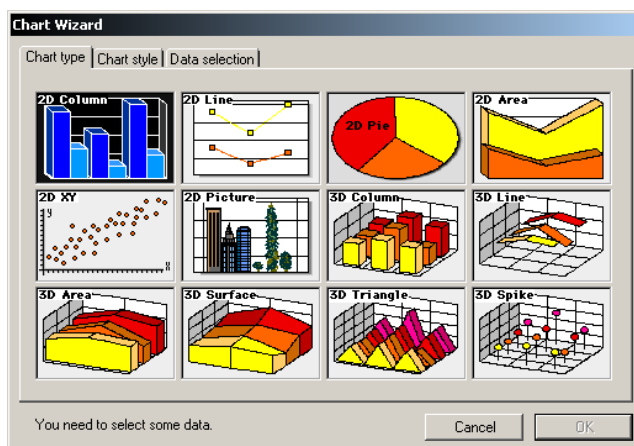 Chart Wizard
Chart type Chart style Data selection
2D Column 2D Line 2D Pie 2D Area
2D XY 2D Picture 3D Column 3D Line
y
x
3D Area 3D Surface 3D Triangle 3D Spike
You need to select some data. Cancel OK